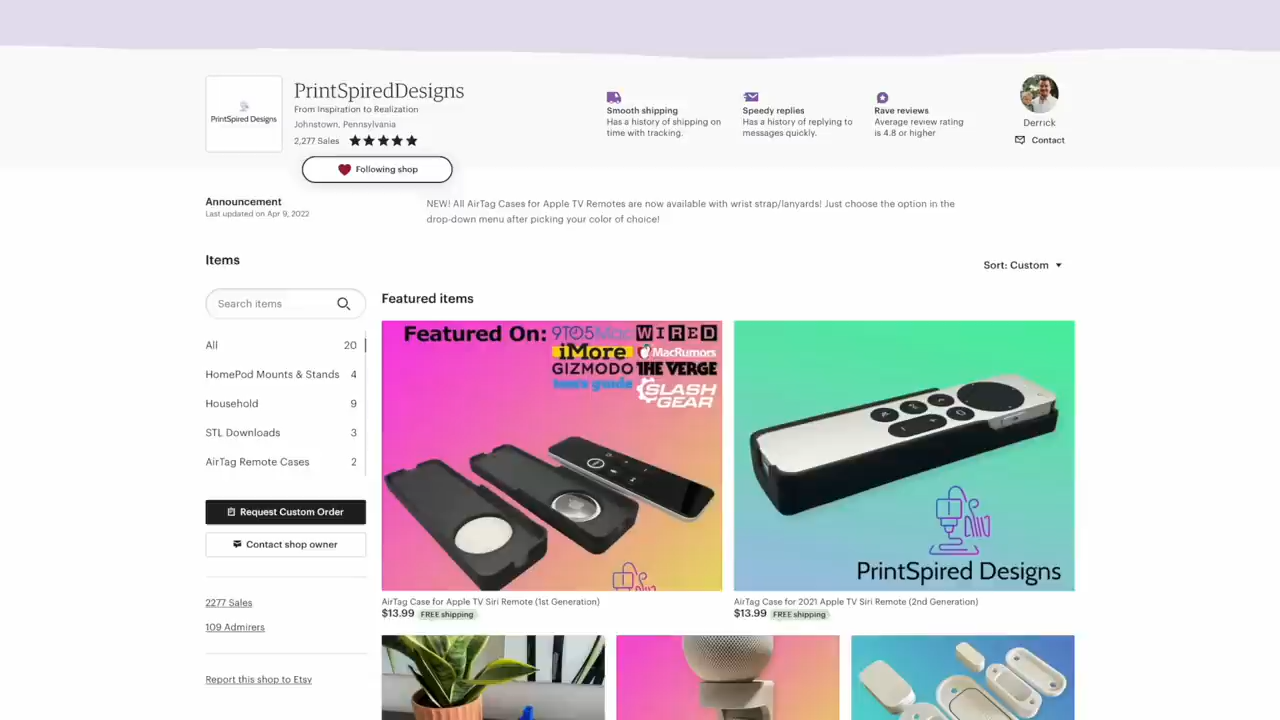 PrintSpired Designs
PrintSpiredDesigns
From Inspiration to Realization
Johnstown, Pennsylvania
2,277 Sales
Following shop
Smooth shipping
Has a history of shipping on
time with tracking.
Speedy replies
Has a history of replying to
messages quickly.
Rave reviews
Average review rating
is 4.8 or higher
Derrick
Contact
Announcement
Last updated on Apr 9, 2022
NEW! All AirTag Cases for Apple TV Remotes are now available with wrist strap/lanyards! Just choose the option in the
drop-down menu after picking your color of choice!
Items
Sort: Custom
Search items
All 20
HomePod Mounts & Stands 4
Household 9
STL Downloads 3
AirTag Remote Cases 2
Request Custom Order
Contact shop owner
2277 Sales
109 Admirers
Report this shop to Etsy
Featured items
Featured On: 9TO5Mac WIRED
iMore MacRumors
GIZMODO THE VERGE
tom's guide SLASH
GEAR
AirTag Case for Apple TV Siri Remote (1st Generation)
$13.99 FREE shipping
PrintSpired Designs
AirTag Case for 2021 Apple TV Siri Remote (2nd Generation)
$13.99 FREE shipping